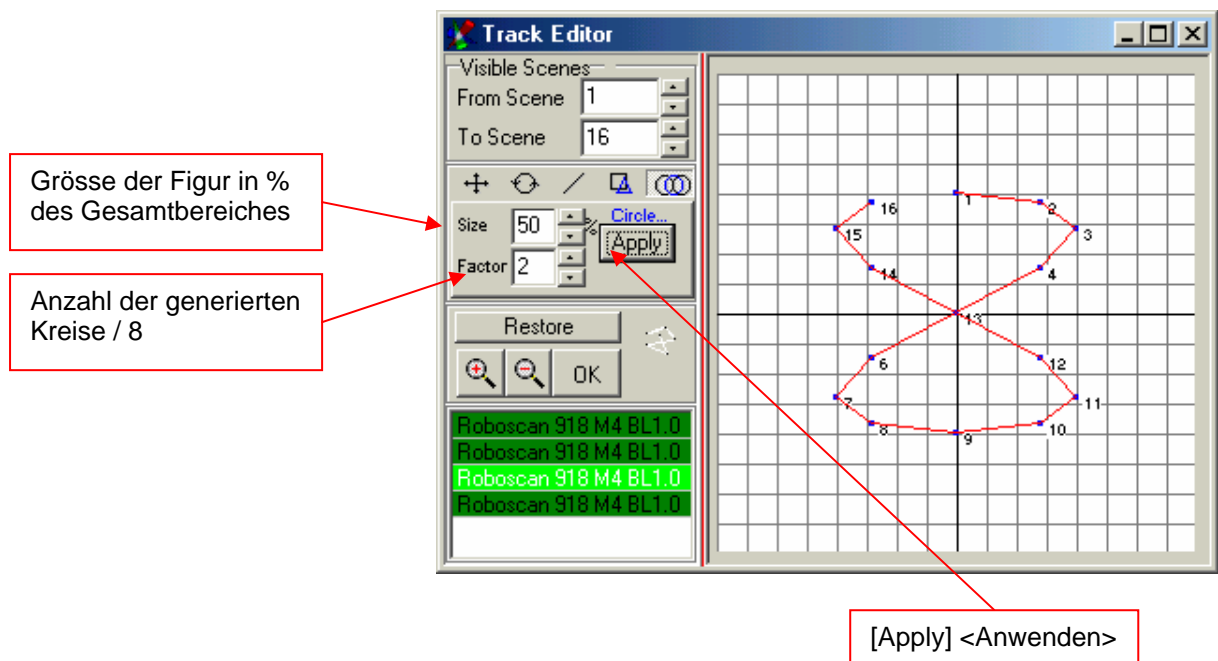 Track Editor
Visible Scenes
From Scene 1
To Scene 16
Grösse der Figur in %
des Gesamtbereiches
Size 50 %
Circle...
Apply
Factor 2
Anzahl der generierten
Kreise / 8
Restore
OK
Roboscan 918 M4 BL1.0
Roboscan 918 M4 BL1.0
Roboscan 918 M4 BL1.0
Roboscan 918 M4 BL1.0
1
2
3
4
6
7
8
9
10
11
12
13
14
15
16
[Apply] <Anwenden>